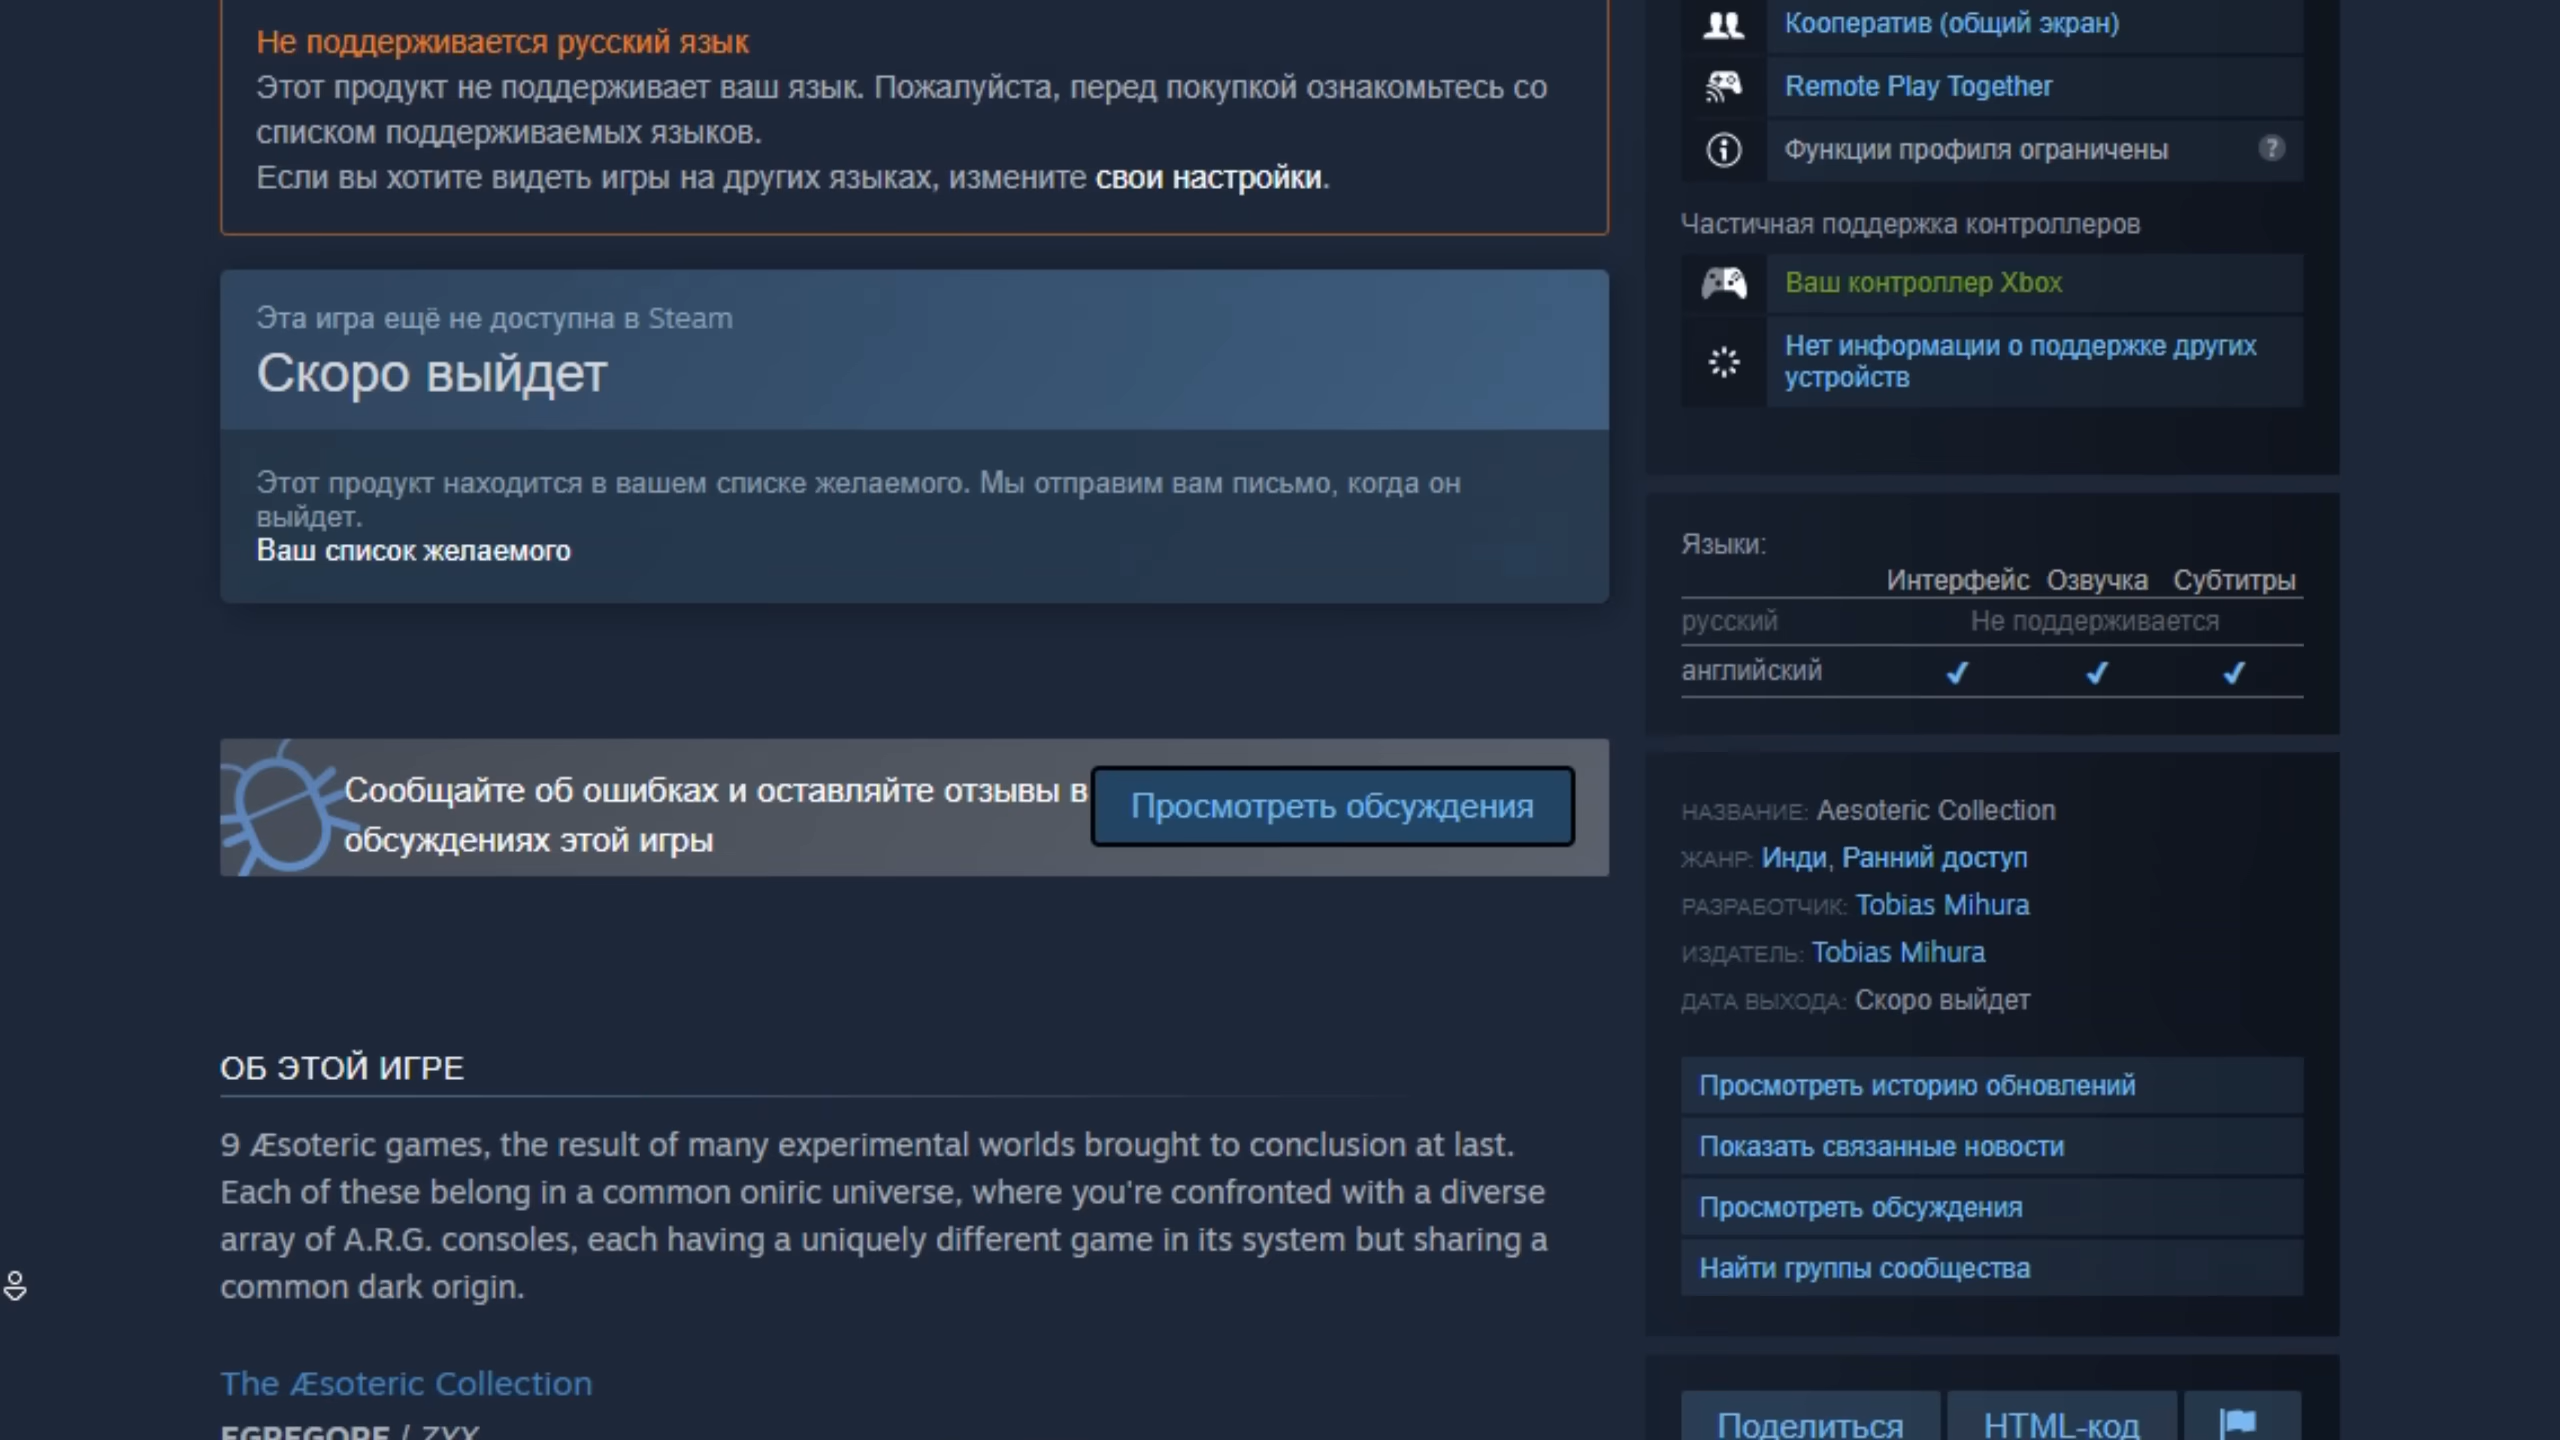 Не поддерживается русский язык
Этот продукт не поддерживает ваш язык. Пожалуйста, перед покупкой ознакомьтесь со
списком поддерживаемых языков.
Если вы хотите видеть игры на других языках, измените свои настройки.
Эта игра ещё не доступна в Steam
Скоро выйдет
Этот продукт находится в вашем списке желаемого. Мы отправим вам письмо, когда он
выйдет.
Ваш список желаемого
Сообщайте об ошибках и оставляйте отзывы в
обсуждениях этой игры
Просмотреть обсуждения
ОБ ЭТОЙ ИГРЕ
9 Æsoteric games, the result of many experimental worlds brought to conclusion at last.
Each of these belong in a common oniric universe, where you're confronted with a diverse
array of A.R.G. consoles, each having a uniquely different game in its system but sharing a
common dark origin.
The Æsoteric Collection
EGREGORE / ZYX
Кооператив (общий экран)
Remote Play Together
Функции профиля ограничены ?
Частичная поддержка контроллеров
Ваш контроллер Xbox
Нет информации о поддержке других
устройств
Языки:
Интерфейс Озвучка Субтитры
русский Не поддерживается
английский ✔ ✔ ✔
НАЗВАНИЕ: Aesoteric Collection
ЖАНР: Инди, Ранний доступ
РАЗРАБОТЧИК: Tobias Mihura
ИЗДАТЕЛЬ: Tobias Mihura
ДАТА ВЫХОДА: Скоро выйдет
Просмотреть историю обновлений
Показать связанные новости
Просмотреть обсуждения
Найти группы сообщества
Поделиться HTML-код